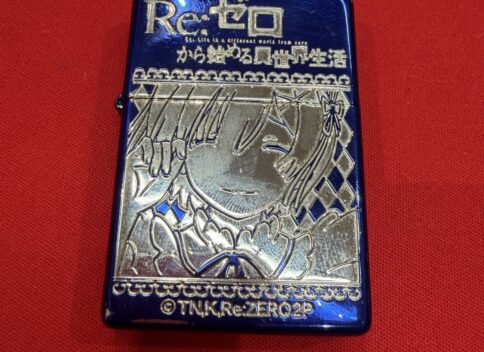 Re:ゼロ
Re: Life in a different world from zero
から始める異世界生活
©TN,K,Re:ZERO2P